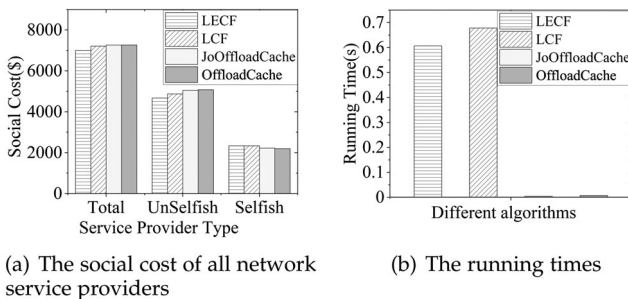 LECF
LCF
JoOffloadCache
OffloadCache
8000
6000
4000
2000
0
Social Cost($)
Total UnSelfish Selfish
Service Provider Type
(a) The social cost of all network
service providers
LECF
LCF
JoOffloadCache
OffloadCache
0.7
0.6
0.5
0.4
0.3
0.2
0.1
0
Running Time(s)
Different algorithms
(b) The running times